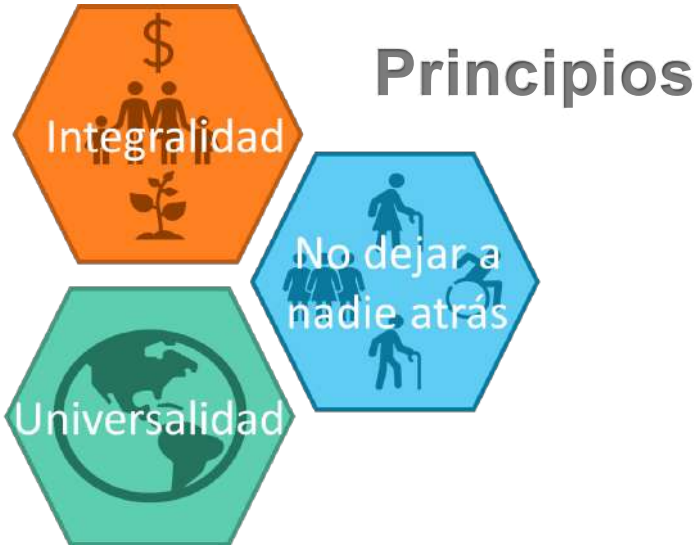 Principios
$
Integralidad
No dejar a
nadie atrás
Universalidad